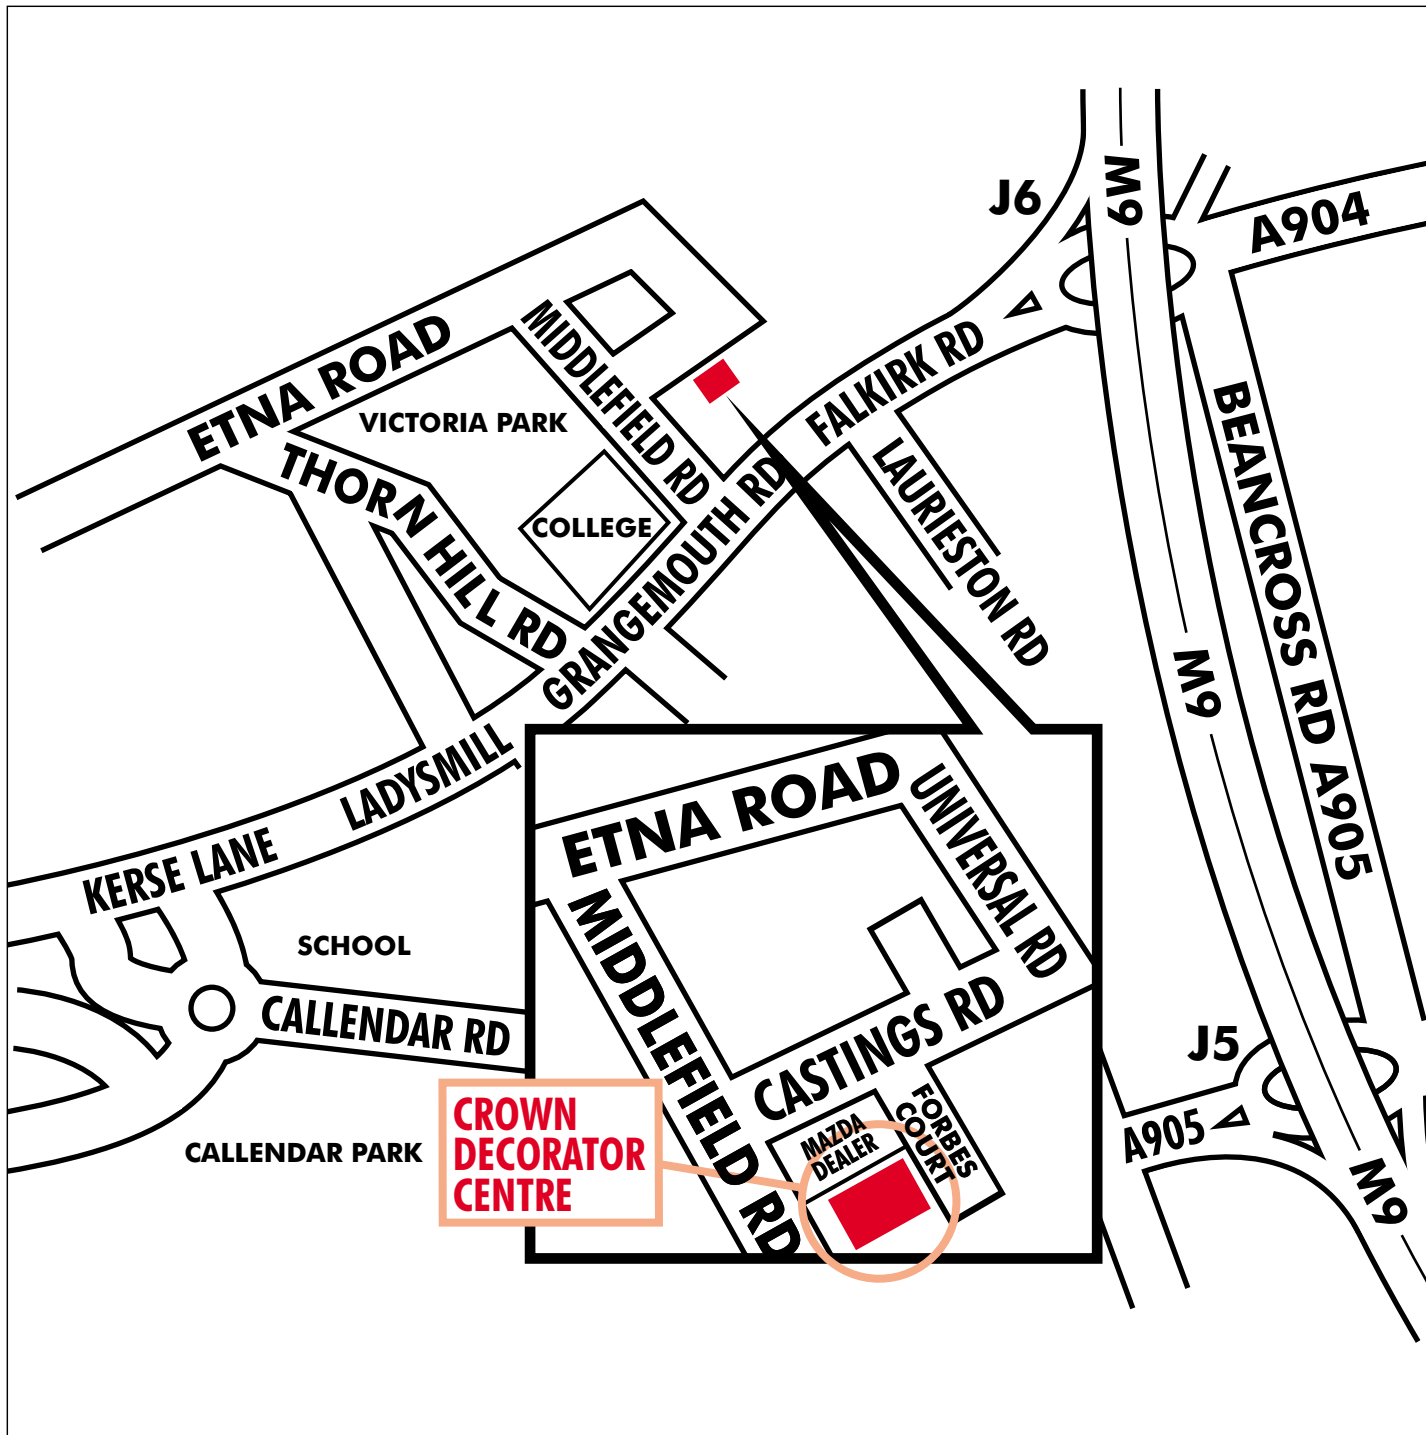 M9
J6
A904
ETNA ROAD
MIDDLEFIELD RD
FALKIRK RD
VICTORIA PARK
THORN HILL RD
COLLEGE
GRANGEMOUTH RD
LAURIESTON RD
BEANCROSS RD A905
M9
LADYSMILL
KERSE LANE
SCHOOL
CALLENDAR RD
CALLENDAR PARK
ETNA ROAD
UNIVERSAL RD
MIDDLEFIELD RD
CASTINGS RD
FORBES
COURT
MAZDA
DEALER
CROWN
DECORATOR
CENTRE
J5
A905
M9